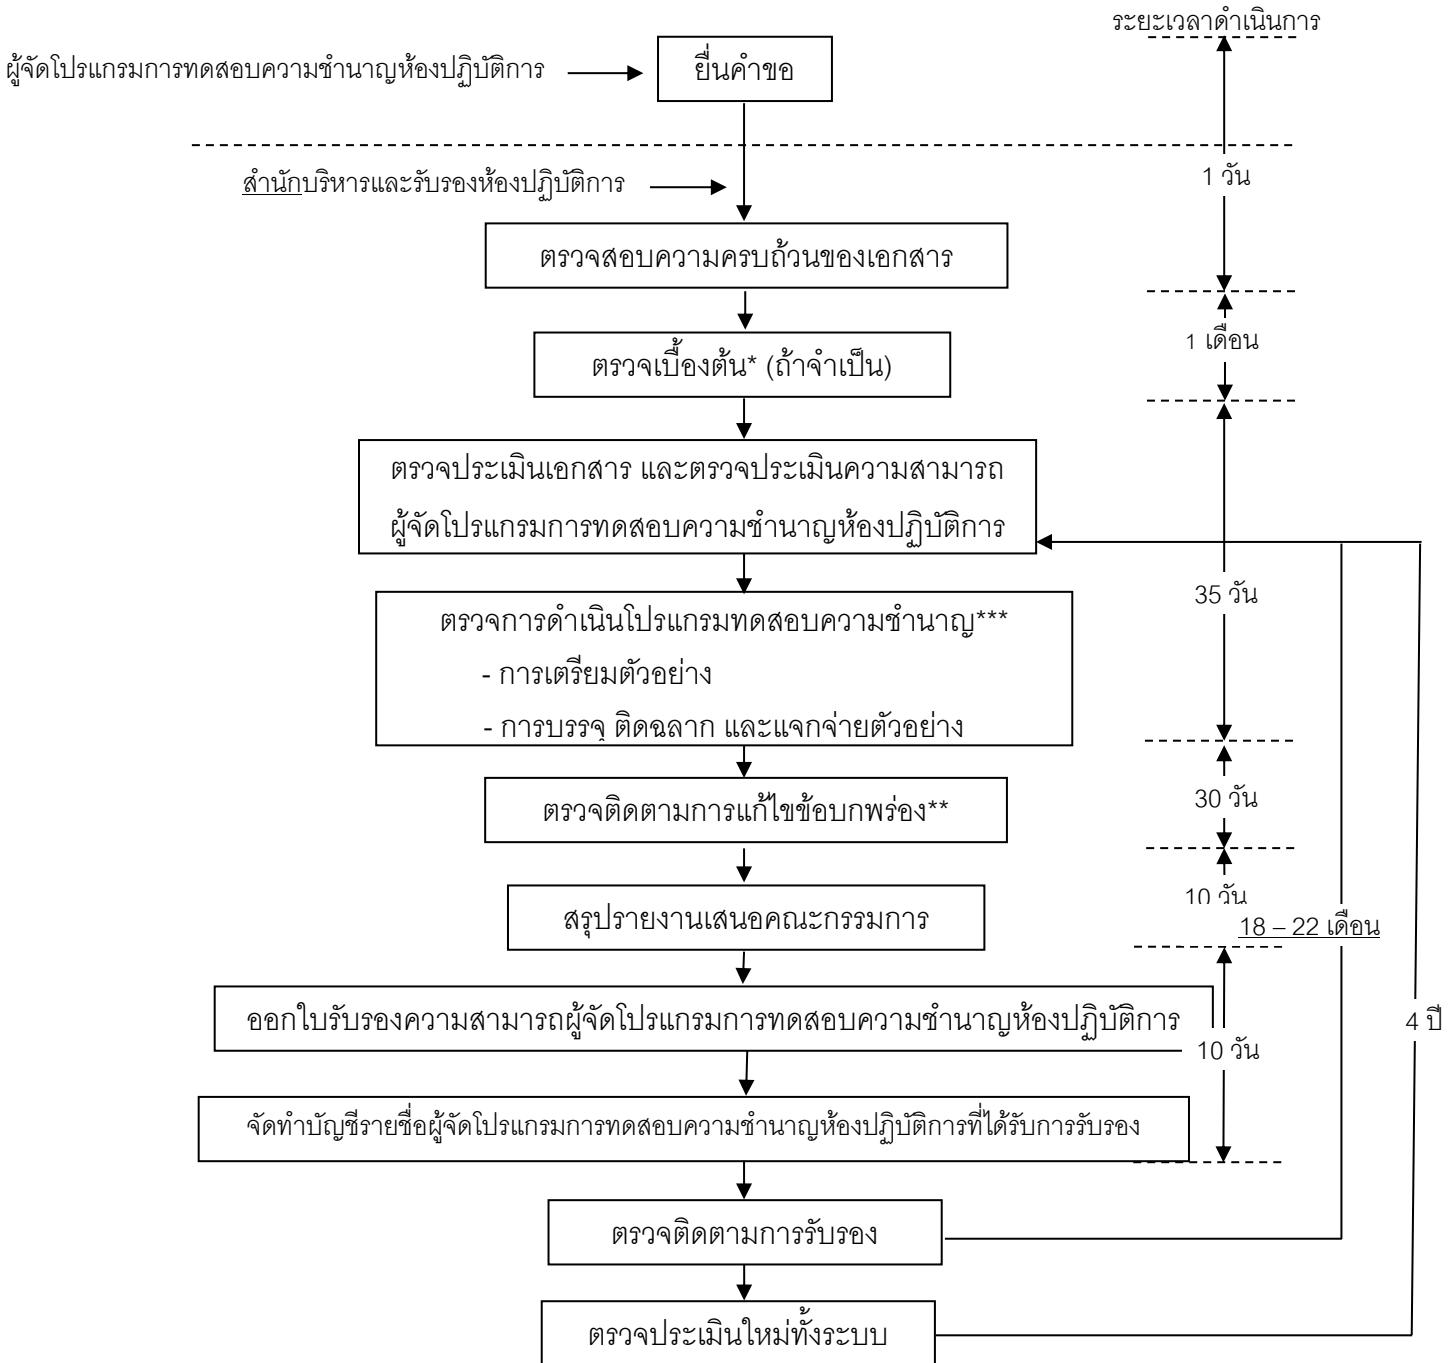 ระยะเวลาดำเนินการ
ผู้จัดโปรแกรมการทดสอบความชำนาญห้องปฏิบัติการ
ยื่นคำขอ
สำนักบริหารและรับรองห้องปฏิบัติการ
1 วัน
ตรวจสอบความครบถ้วนของเอกสาร
1 เดือน
ตรวจเบื้องต้น* (ถ้าจำเป็น)
ตรวจประเมินเอกสาร และตรวจประเมินความสามารถ
ผู้จัดโปรแกรมการทดสอบความชำนาญห้องปฏิบัติการ
35 วัน
ตรวจการดำเนินโปรแกรมทดสอบความชำนาญ***
- การเตรียมตัวอย่าง
- การบรรจุ ติดฉลาก และแจกจ่ายตัวอย่าง
30 วัน
ตรวจติดตามการแก้ไขข้อบกพร่อง**
10 วัน
สรุปรายงานเสนอคณะกรรมการ
18 – 22 เดือน
ออกใบรับรองความสามารถผู้จัดโปรแกรมการทดสอบความชำนาญห้องปฏิบัติการ
4 ปี
10 วัน
จัดทำบัญชีรายชื่อผู้จัดโปรแกรมการทดสอบความชำนาญห้องปฏิบัติการที่ได้รับการรับรอง
ตรวจติดตามการรับรอง
ตรวจประเมินใหม่ทั้งระบบ